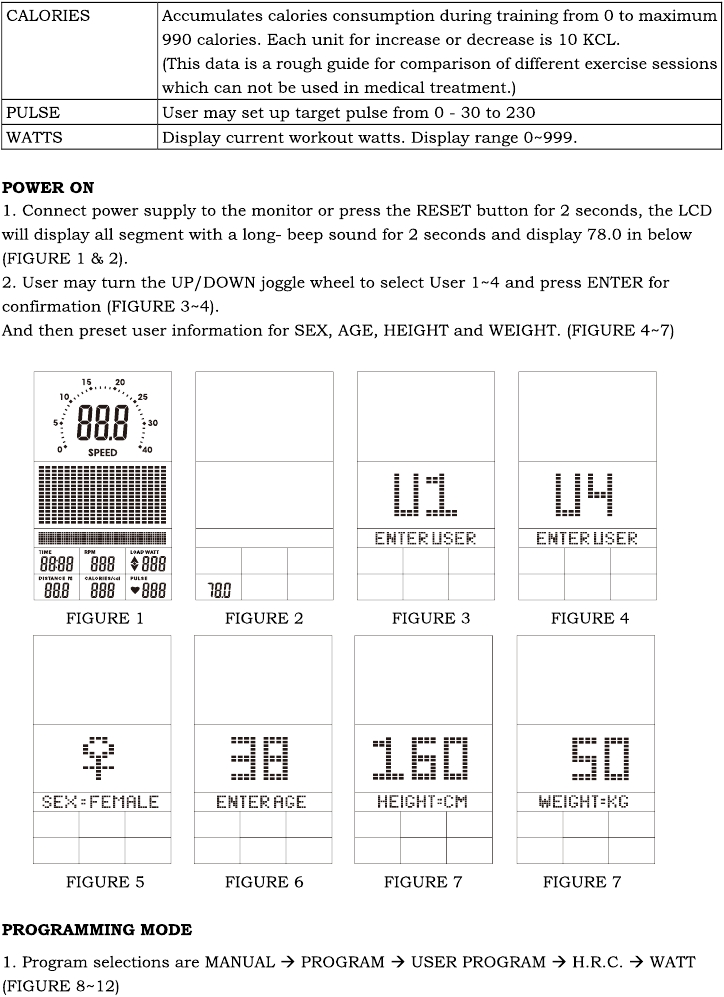 CALORIES
Accumulates calories consumption during training from 0 to maximum
990 calories. Each unit for increase or decrease is 10 KCL.
(This data is a rough guide for comparison of different exercise sessions
which can not be used in medical treatment.)
PULSE
User may set up target pulse from 0 - 30 to 230
WATTS
Display current workout watts. Display range 0~999.
POWER ON
1. Connect power supply to the monitor or press the RESET button for 2 seconds, the LCD
will display all segment with a long- beep sound for 2 seconds and display 78.0 in below
(FIGURE 1 & 2).
2. User may turn the UP/DOWN joggle wheel to select User 1~4 and press ENTER for
confirmation (FIGURE 3~4).
And then preset user information for SEX, AGE, HEIGHT and WEIGHT. (FIGURE 4~7)
0 5 10 15 20 25 30 40
88.8
SPEED
TIME RPM LOAD WATT
88:88 888 888
DISTANCE CALORIES/cal PULSE
88.8 888 888
FIGURE 1
78.0
FIGURE 2
U1
ENTER USER
FIGURE 3
U4
ENTER USER
FIGURE 4
SEX=FEMALE
FIGURE 5
38
ENTER AGE
FIGURE 6
160
HEIGHT=CM
FIGURE 7
50
WEIGHT=KG
FIGURE 7
PROGRAMMING MODE
1. Program selections are MANUAL → PROGRAM → USER PROGRAM → H.R.C. → WATT
(FIGURE 8~12)